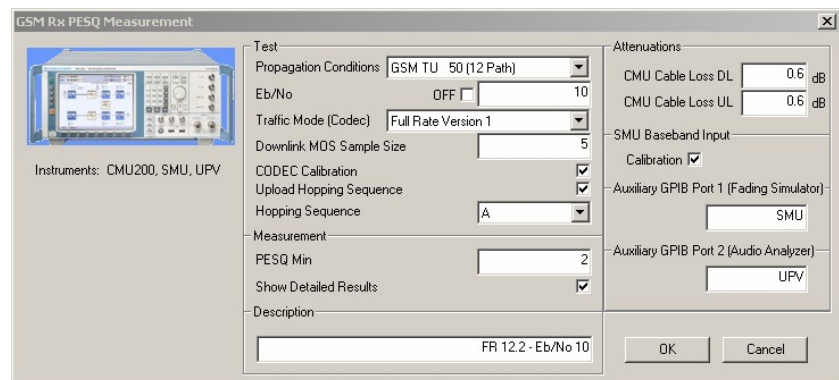 GSM Rx PESQ Measurement
Instruments: CMU200, SMU, UPV
Test
Propagation Conditions GSM TU 50 (12 Path)
Eb/No OFF 10
Traffic Mode (Codec) Full Rate Version 1
Downlink MOS Sample Size 5
CODEC Calibration
Upload Hopping Sequence
Hopping Sequence A
Measurement
PESQ Min 2
Show Detailed Results
Description
FR 12.2 - Eb/No 10
Attenuations
CMU Cable Loss DL 0.6 dB
CMU Cable Loss UL 0.6 dB
SMU Baseband Input
Calibration
Auxiliary GPIB Port 1 (Fading Simulator)
SMU
Auxiliary GPIB Port 2 (Audio Analyzer)
UPV
OK Cancel